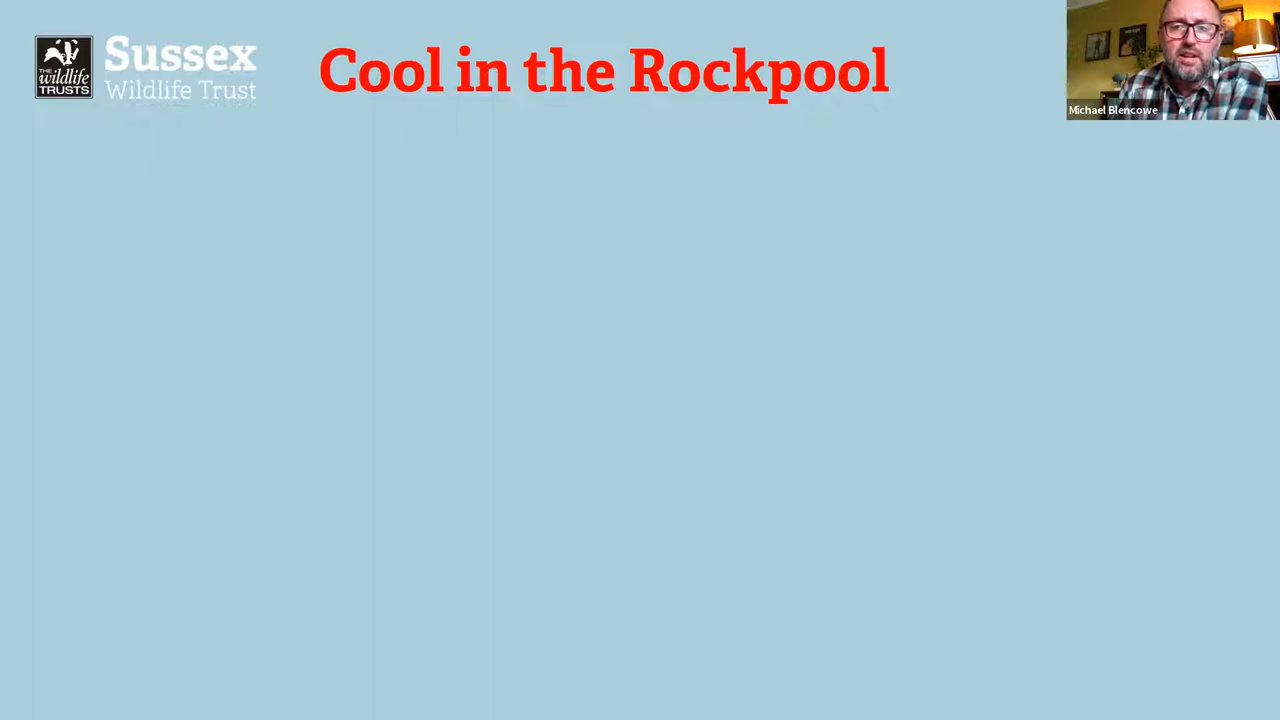 THE
wildlife
TRUSTS
Sussex
Wildlife Trust
Cool in the Rockpool
Michael Blencowe